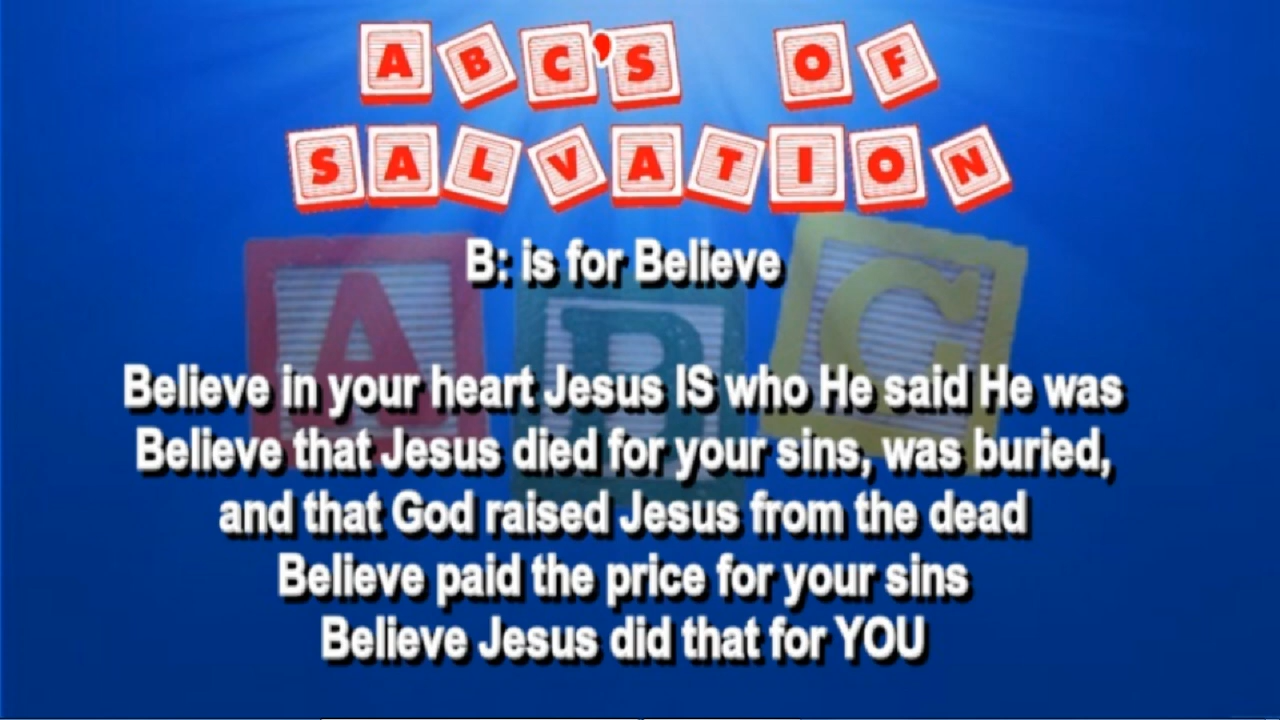 ABC'S OF
SALVATION
B: is for Believe
Believe in your heart Jesus IS who He said He was
Believe that Jesus died for your sins, was buried,
and that God raised Jesus from the dead
Believe paid the price for your sins
Believe Jesus did that for YOU
A B C